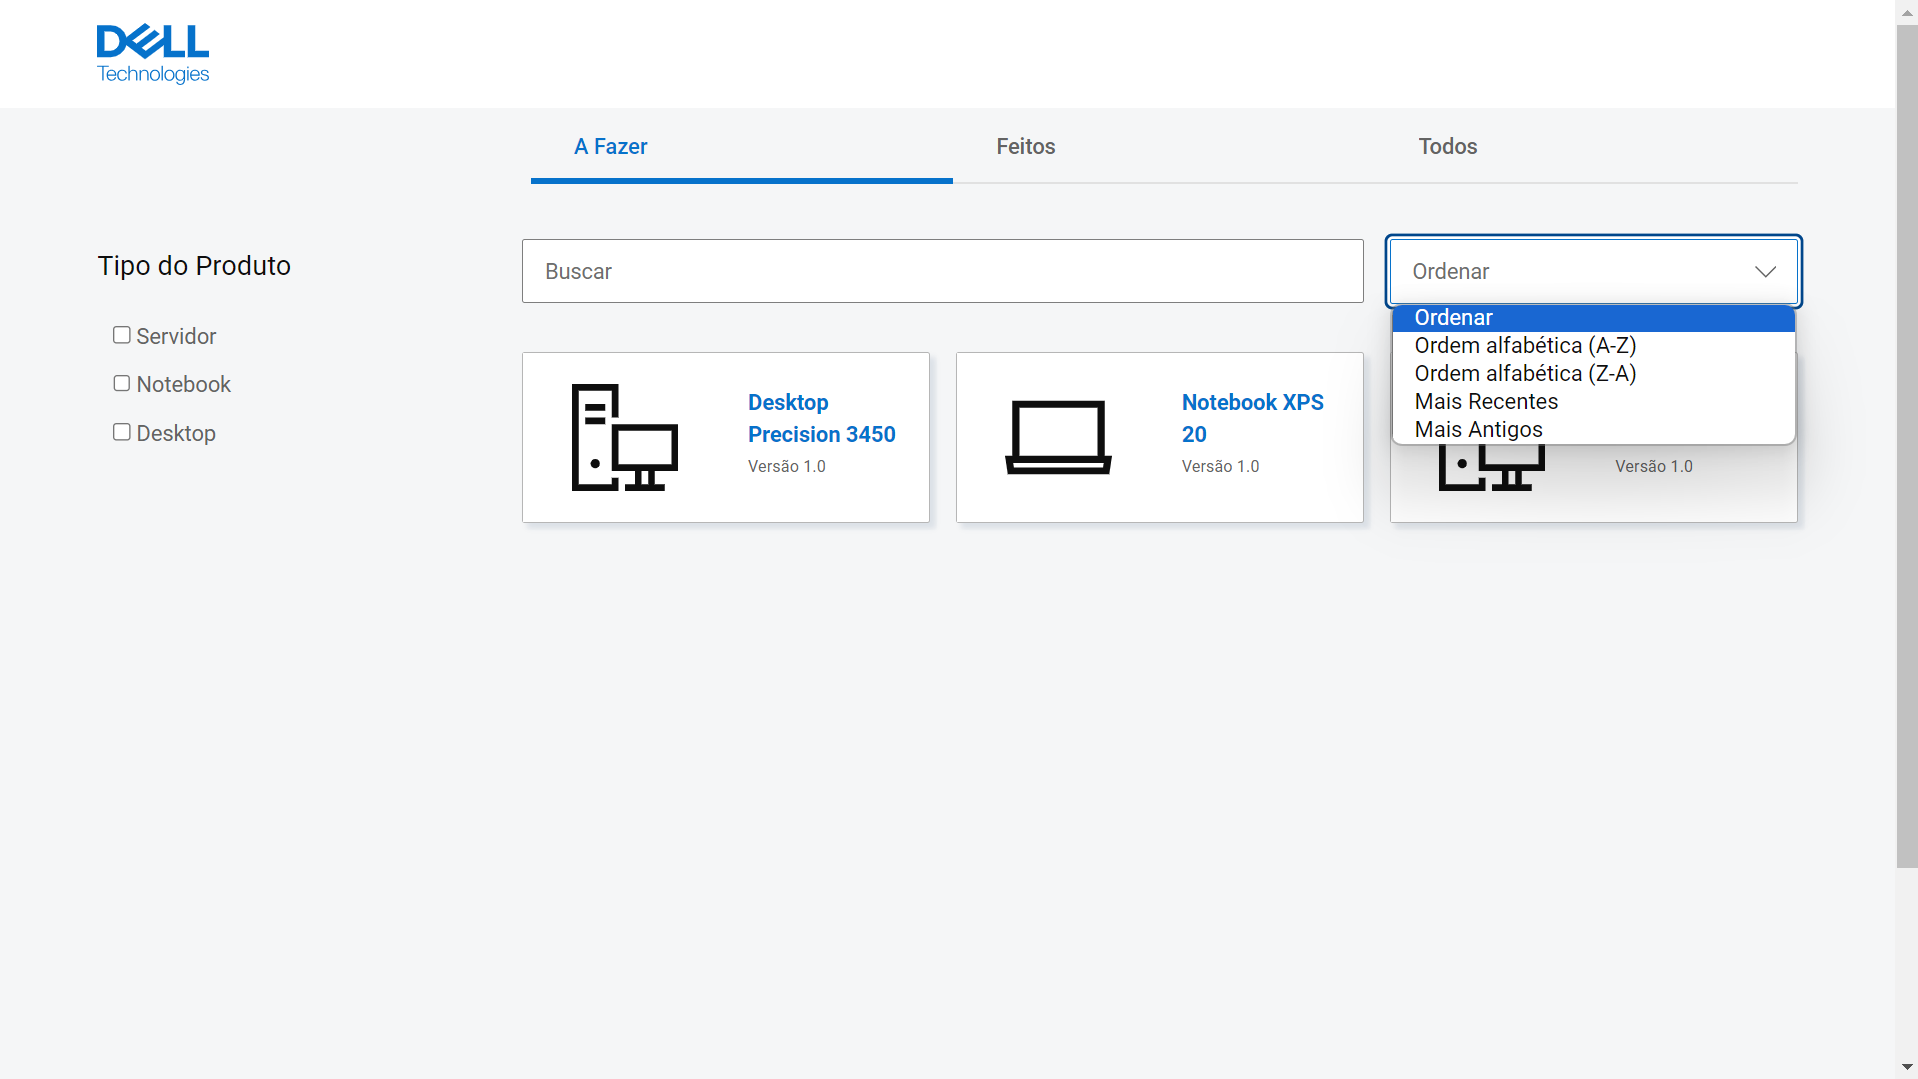 DELL
Technologies
A Fazer
Feitos
Todos
Tipo do Produto
Servidor
Notebook
Desktop
Buscar
Ordenar
Ordenar
Ordem alfabética (A-Z)
Ordem alfabética (Z-A)
Mais Recentes
Mais Antigos
Desktop
Precision 3450
Versão 1.0
Notebook XPS
20
Versão 1.0
Versão 1.0